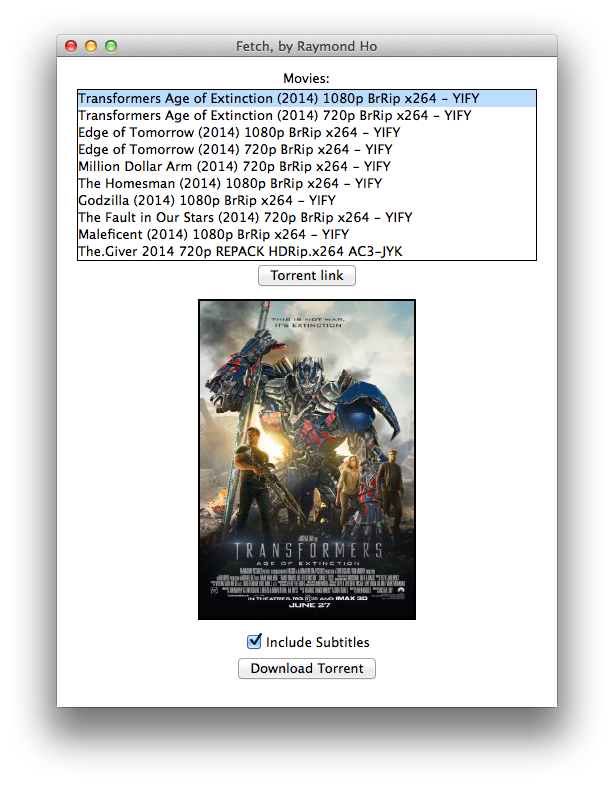 Fetch, by Raymond Ho
Movies:
Transformers Age of Extinction (2014) 1080p BrRip x264 - YIFY
Transformers Age of Extinction (2014) 720p BrRip x264 - YIFY
Edge of Tomorrow (2014) 1080p BrRip x264 - YIFY
Edge of Tomorrow (2014) 720p BrRip x264 - YIFY
Million Dollar Arm (2014) 720p BrRip x264 - YIFY
The Homesman (2014) 1080p BrRip x264 - YIFY
Godzilla (2014) 1080p BrRip x264 - YIFY
The Fault in Our Stars (2014) 720p BrRip x264 - YIFY
Maleficent (2014) 1080p BrRip x264 - YIFY
The.Giver 2014 720p REPACK HDRip.x264 AC3-JYK
Torrent link
THIS IS NOT WAR.
IT'S EXTINCTION
TRANSFORMERS
AGE OF EXTINCTION
IN THEATRES, REAL D 3D AND IMAX 3D
JUNE 27
Include Subtitles
Download Torrent